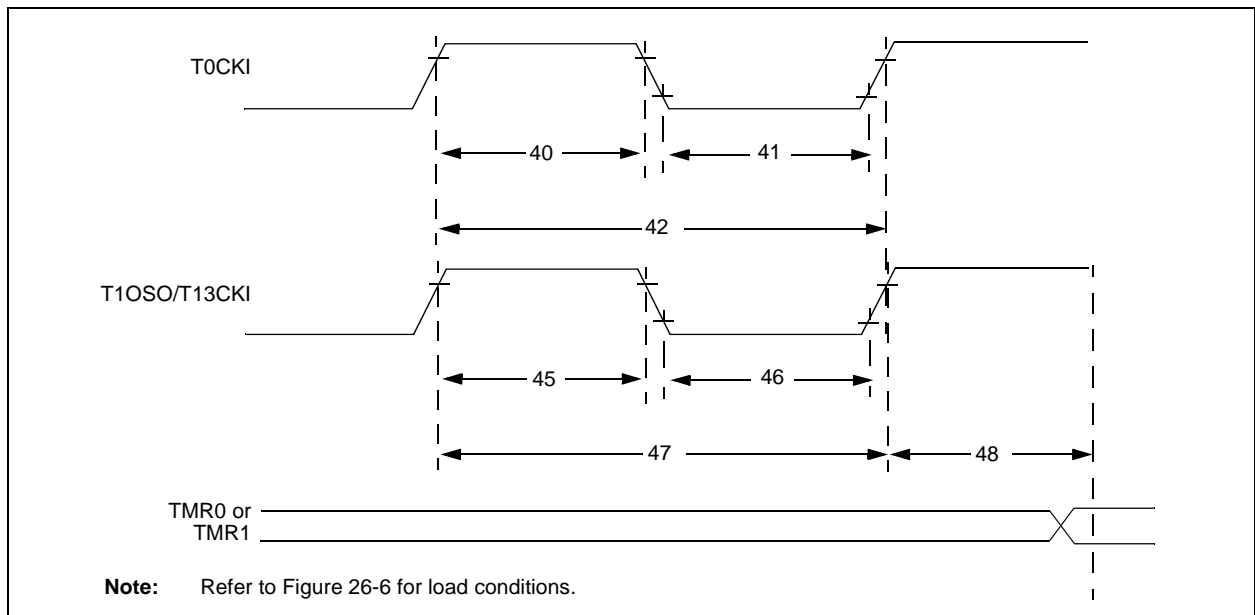 T0CKI
40
41
42
T1OSO/T13CKI
45
46
47
48
TMR0 or
TMR1
Note: Refer to Figure 26-6 for load conditions.